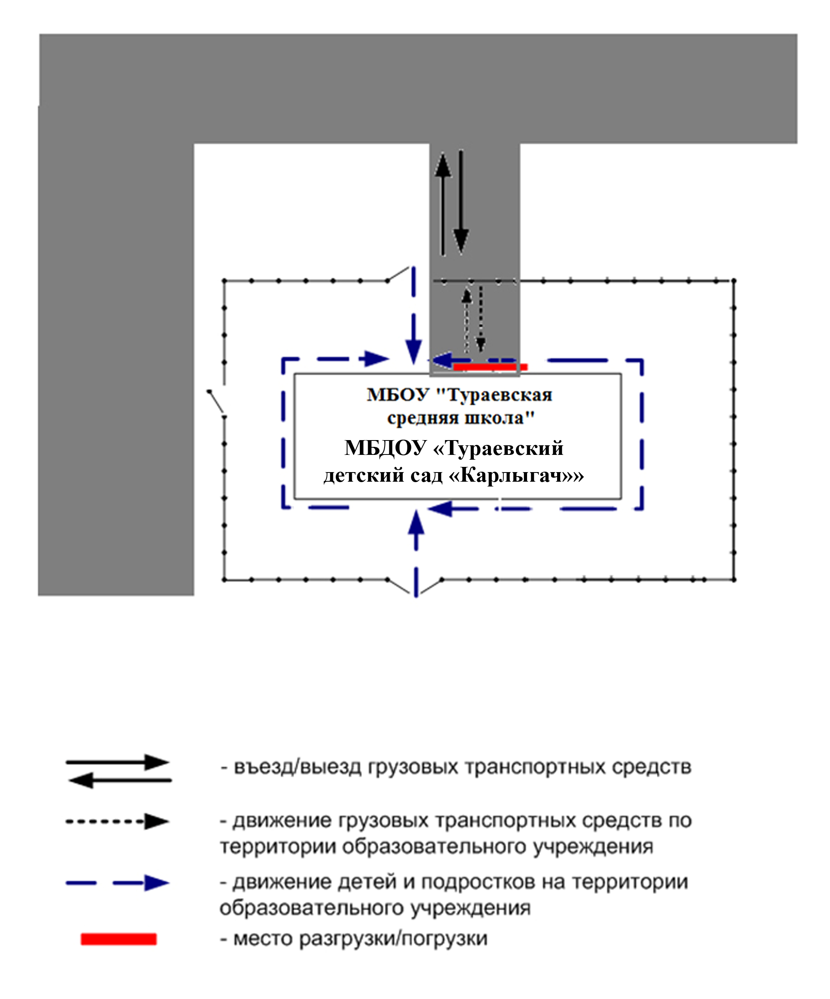 МБОУ "Тураевская
средняя школа"
МБДОУ «Тураевский
детский сад «Карлыгач»»
- въезд/выезд грузовых транспортных средств
- движение грузовых транспортных средств по
территории образовательного учреждения
- движение детей и подростков на территории
образовательного учреждения
- место разгрузки/погрузки